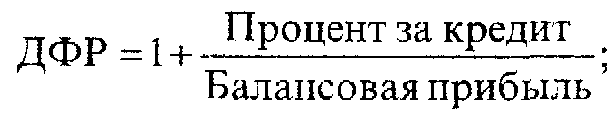 ДФР = 1 + Процент за кредит
Балансовая прибыль;